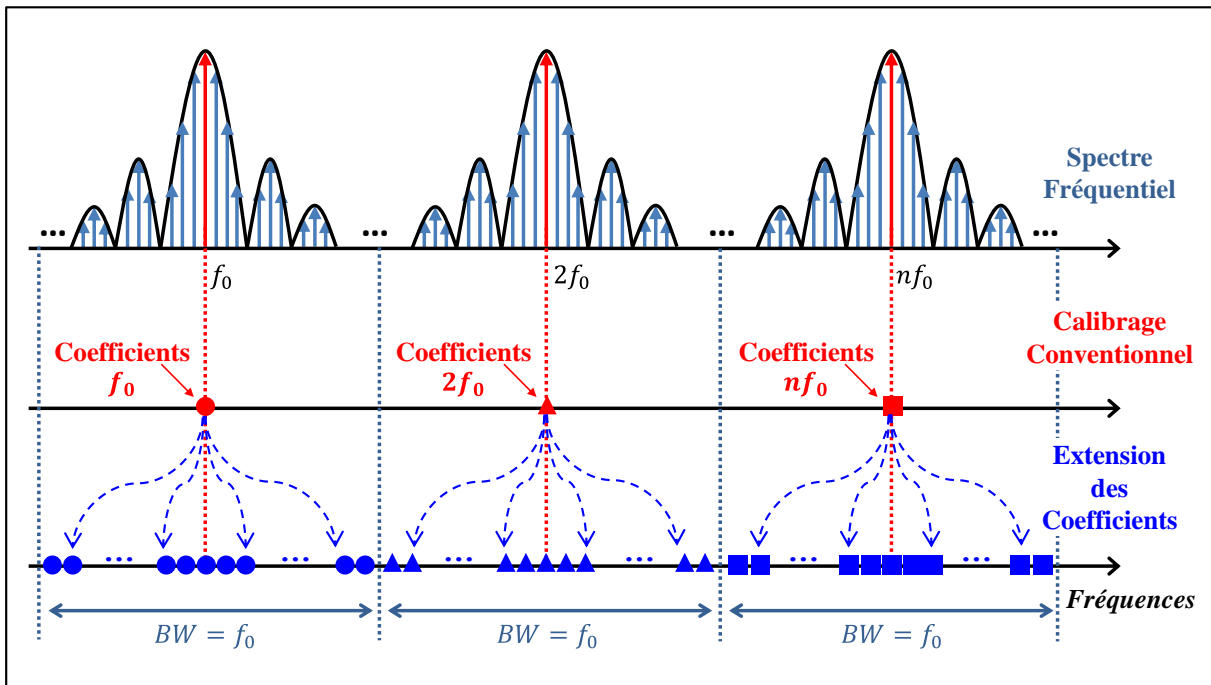 Spectre
Fréquentiel
... ... ... ...
f₀ 2f₀ nf₀
Calibrage
Conventionnel
Coefficients
f₀
Coefficients
2f₀
Coefficients
nf₀
Extension
des
Coefficients
... ... ... ... ... ...
Fréquences
BW = f₀ BW = f₀ BW = f₀